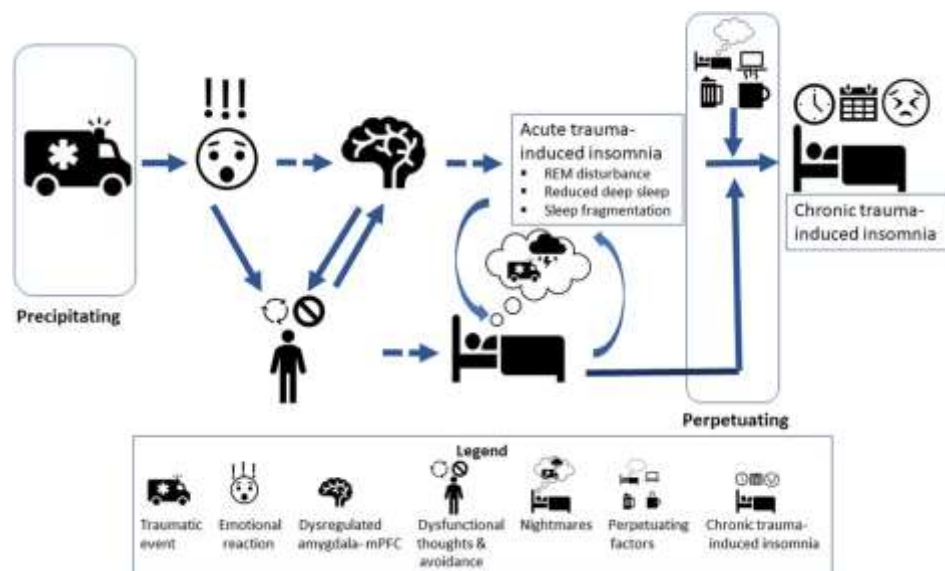 Acute trauma-
induced insomnia
▪ REM disturbance
▪ Reduced deep sleep
▪ Sleep fragmentation
Chronic trauma-
induced insomnia
Precipitating
Perpetuating
Legend
Traumatic
event
Emotional
reaction
Dysregulated
amygdala- mPFC
Dysfunctional
thoughts &
avoidance
Nightmares
Perpetuating
factors
Chronic trauma-
induced insomnia